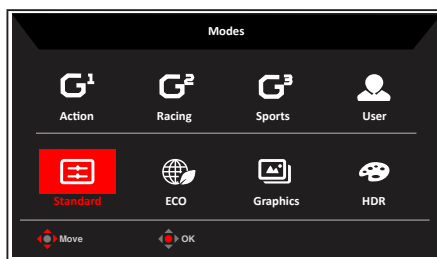 Modes
G¹ G² G³
Action Racing Sports User
Standard ECO Graphics HDR
Move OK